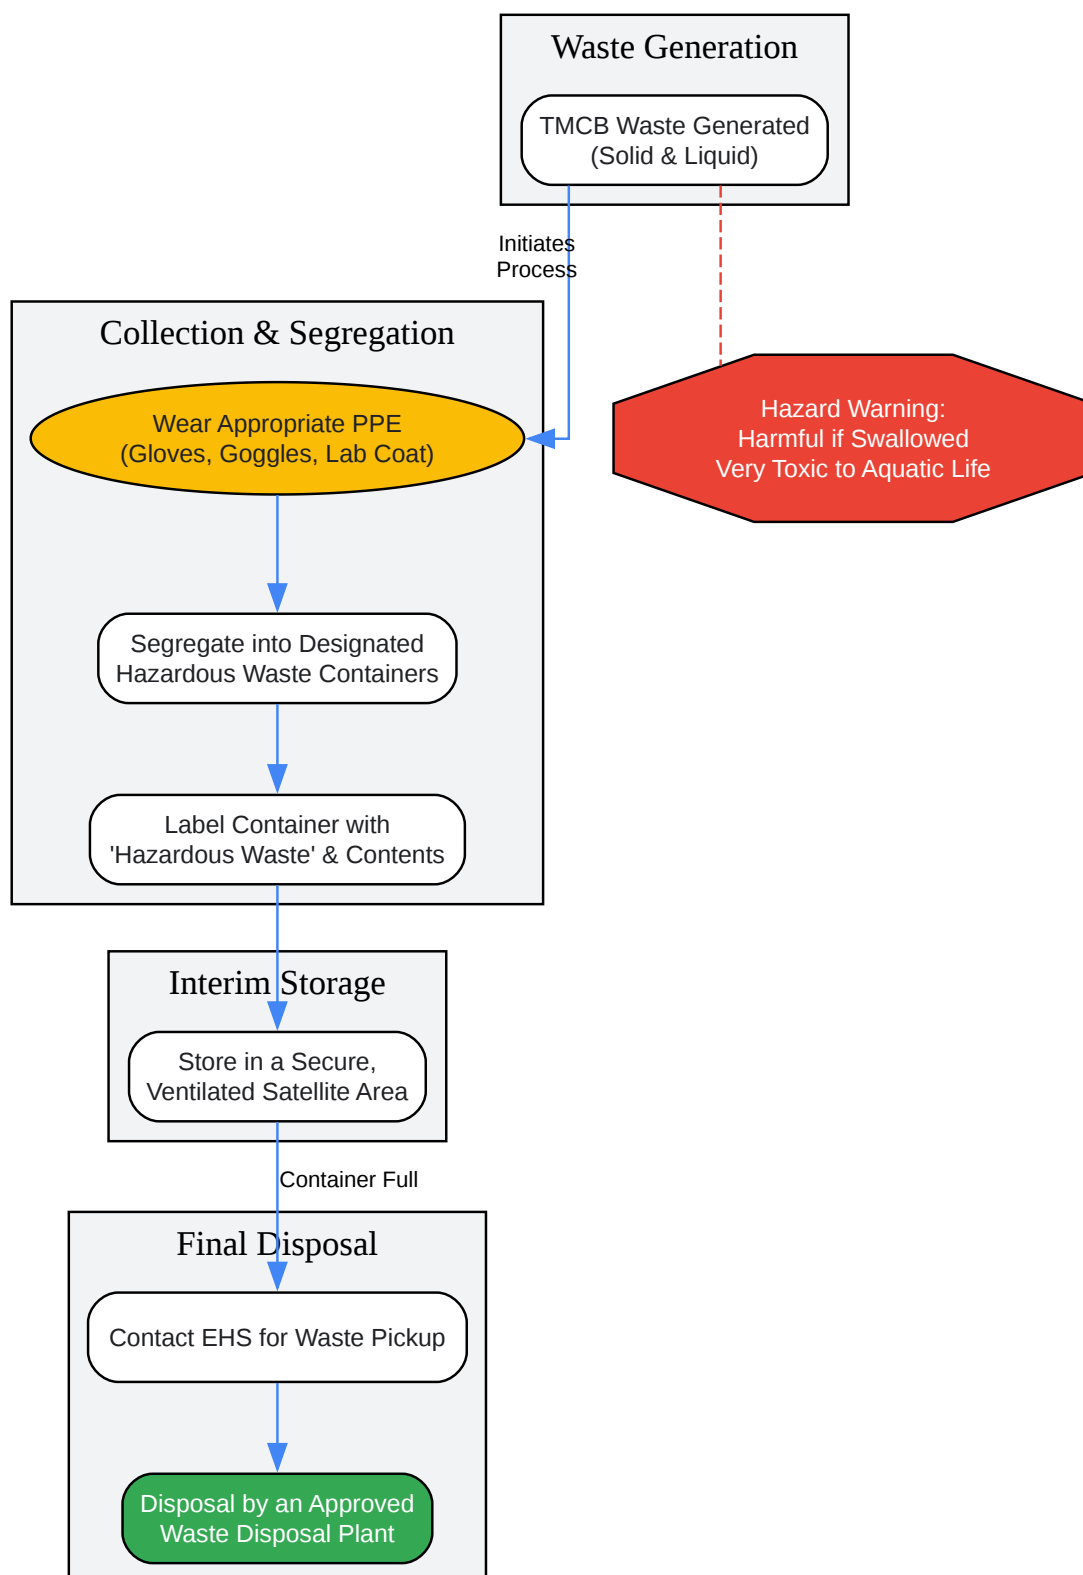 Waste Generation
TMCB Waste Generated
(Solid & Liquid)
Initiates
Process
Collection & Segregation
Wear Appropriate PPE
(Gloves, Goggles, Lab Coat)
Hazard Warning:
Harmful if Swallowed
Very Toxic to Aquatic Life
Segregate into Designated
Hazardous Waste Containers
Label Container with
'Hazardous Waste' & Contents
Interim Storage
Store in a Secure,
Ventilated Satellite Area
Container Full
Final Disposal
Contact EHS for Waste Pickup
Disposal by an Approved
Waste Disposal Plant